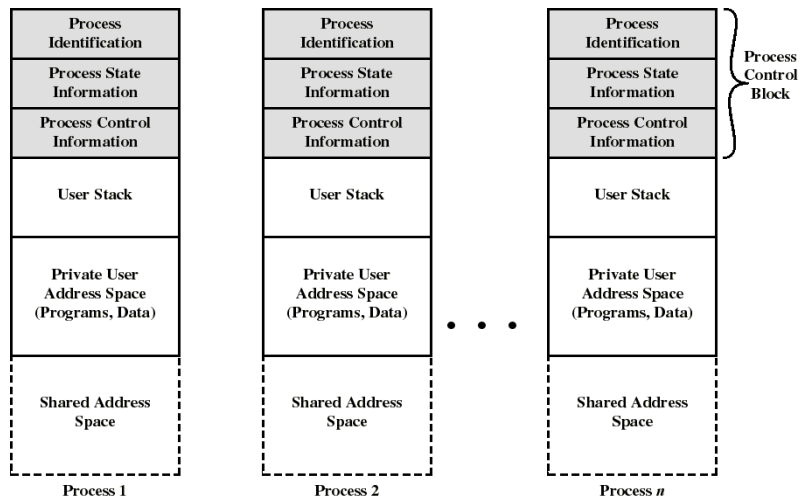 Process
Identification
Process State
Information
Process Control
Information
User Stack
Private User
Address Space
(Programs, Data)
Shared Address
Space
Process 1
Process
Identification
Process State
Information
Process Control
Information
User Stack
Private User
Address Space
(Programs, Data)
Shared Address
Space
Process 2
• • •
Process
Identification
Process State
Information
Process Control
Information
User Stack
Private User
Address Space
(Programs, Data)
Shared Address
Space
Process n
Process
Control
Block